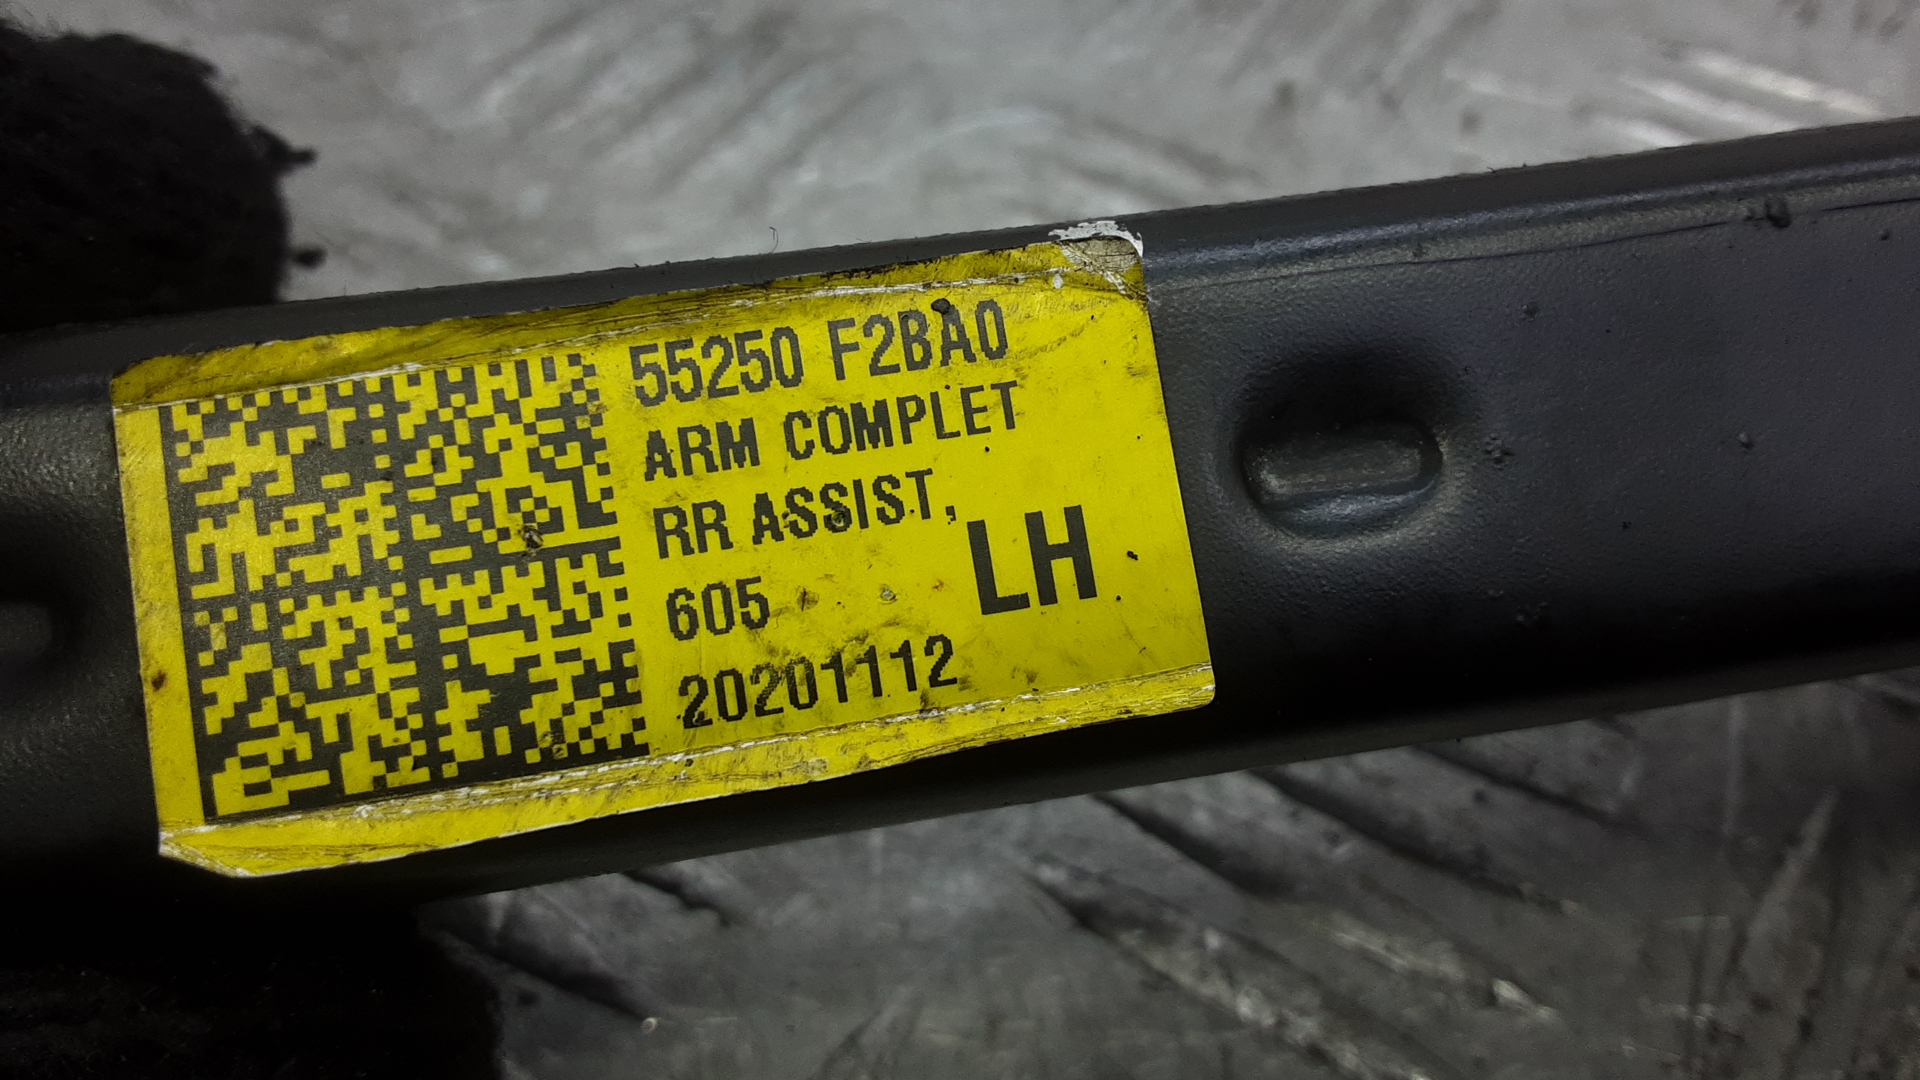 55250 F2BA0
ARM COMPLET
RR ASSIST,
LH
605
20201112